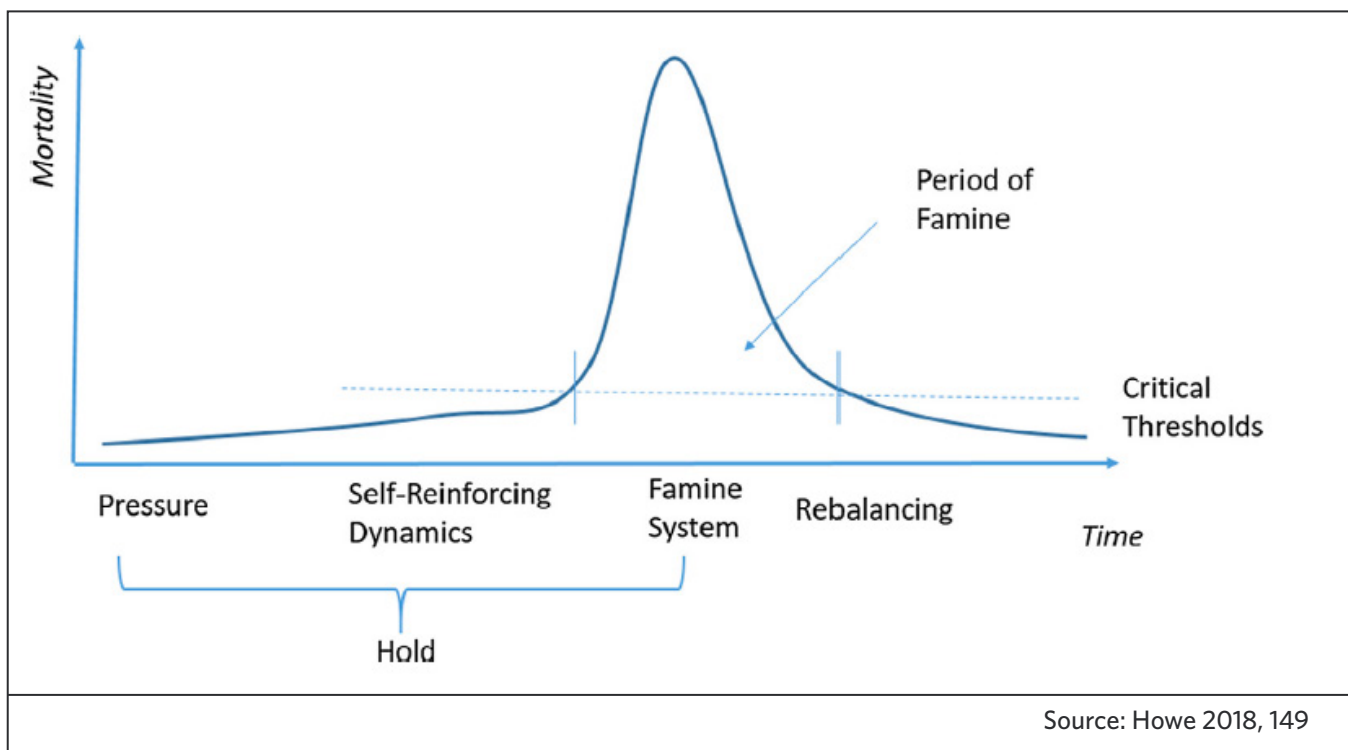 Mortality
Period of
Famine
Critical
Thresholds
Pressure
Self-Reinforcing
Dynamics
Famine
System
Rebalancing
Time
Hold
Source: Howe 2018, 149